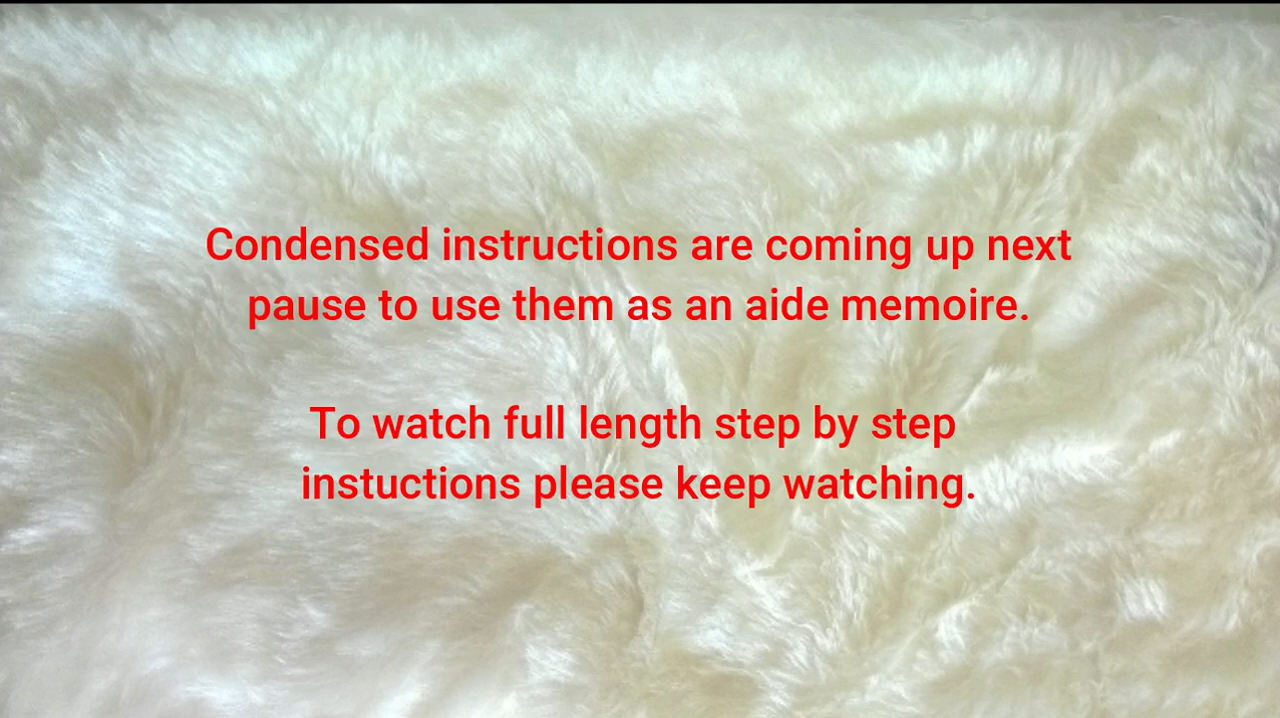 Condensed instructions are coming up next
pause to use them as an aide memoire.
To watch full length step by step
instuctions please keep watching.